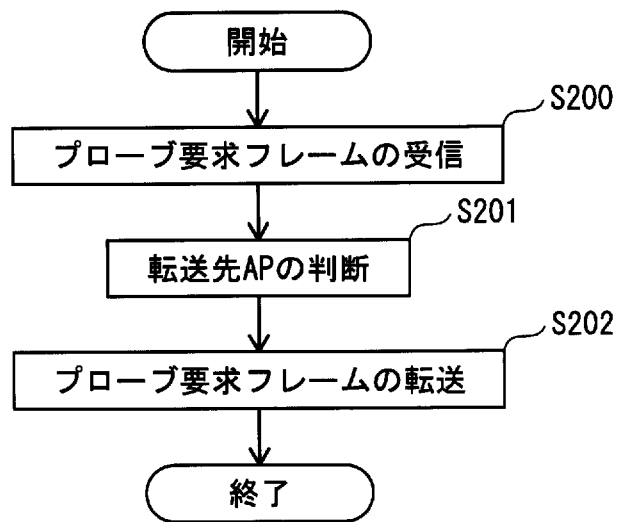 開始
S200
プローブ要求フレームの受信
S201
転送先APの判断
S202
プローブ要求フレームの転送
終了